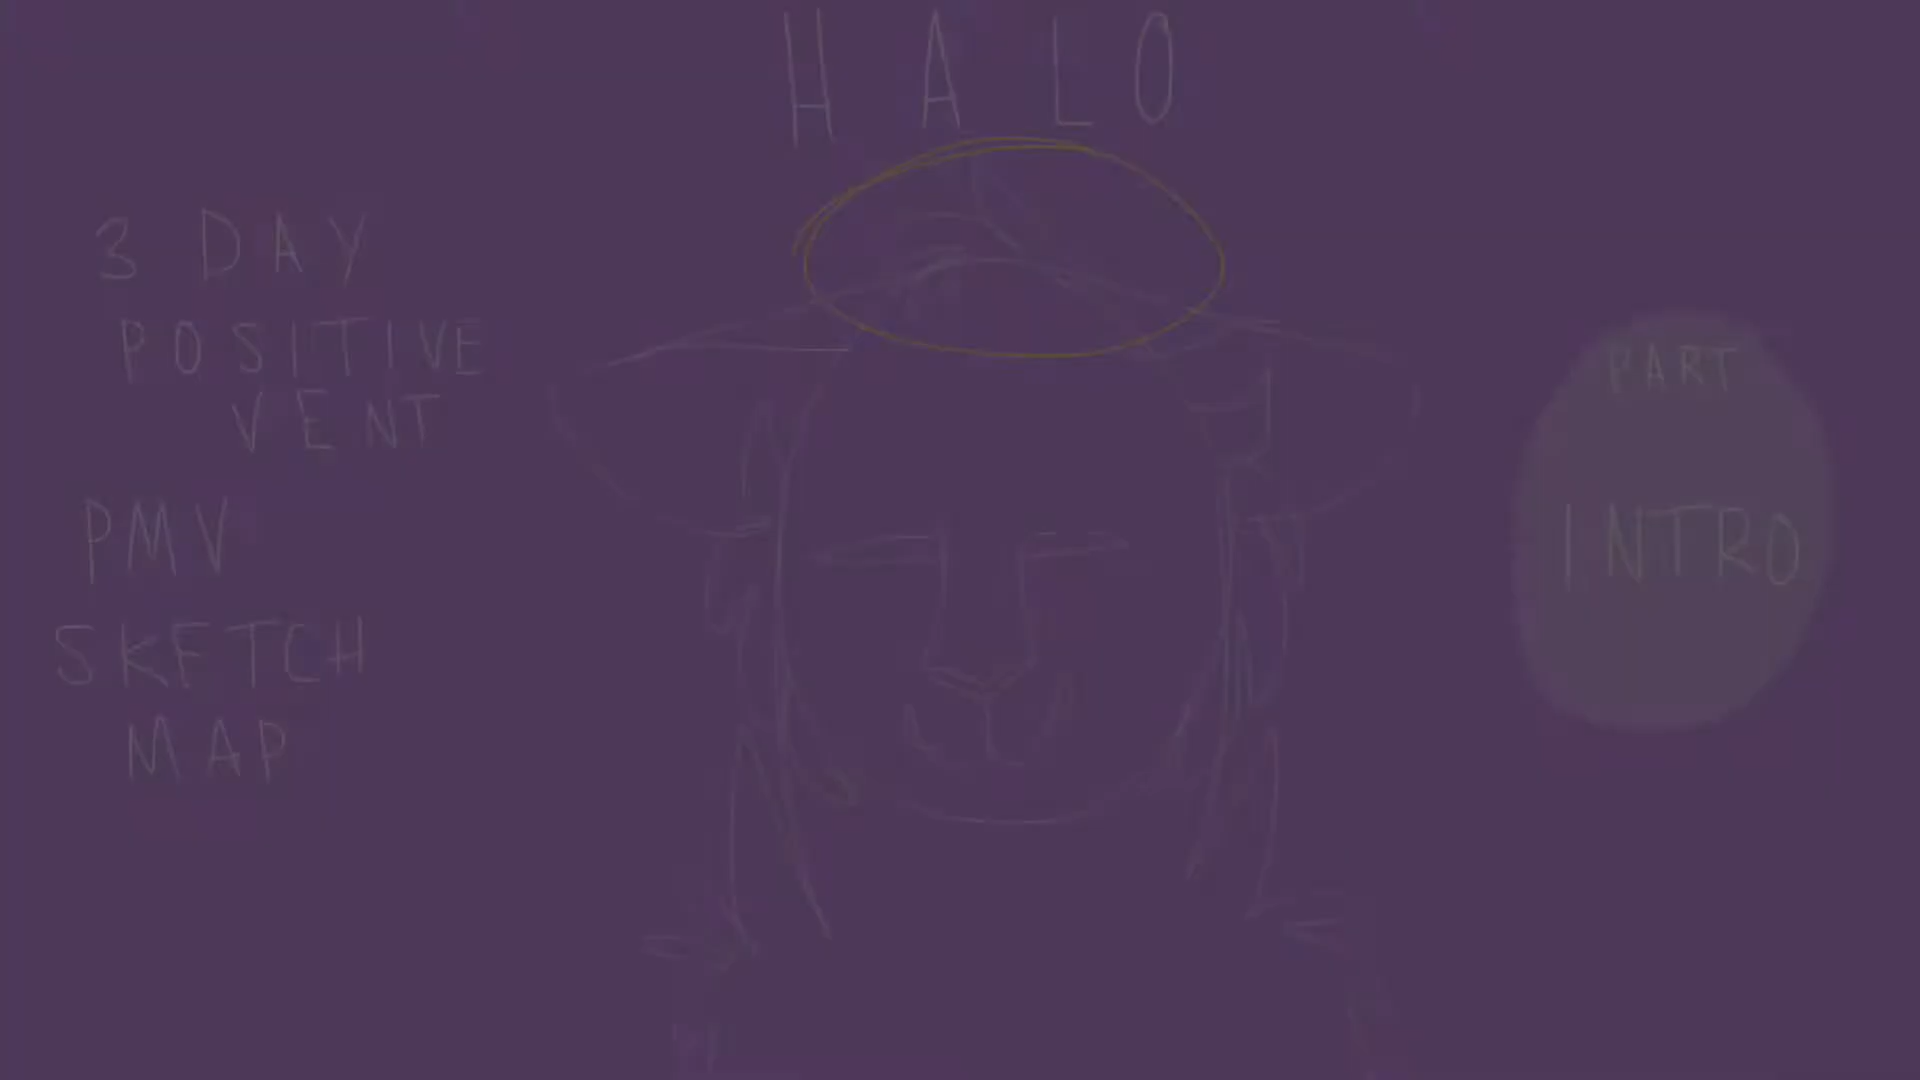 HALO
3 DAY
POSITIVE
VENT
PMV
SKETCH
MAP
PART
INTRO